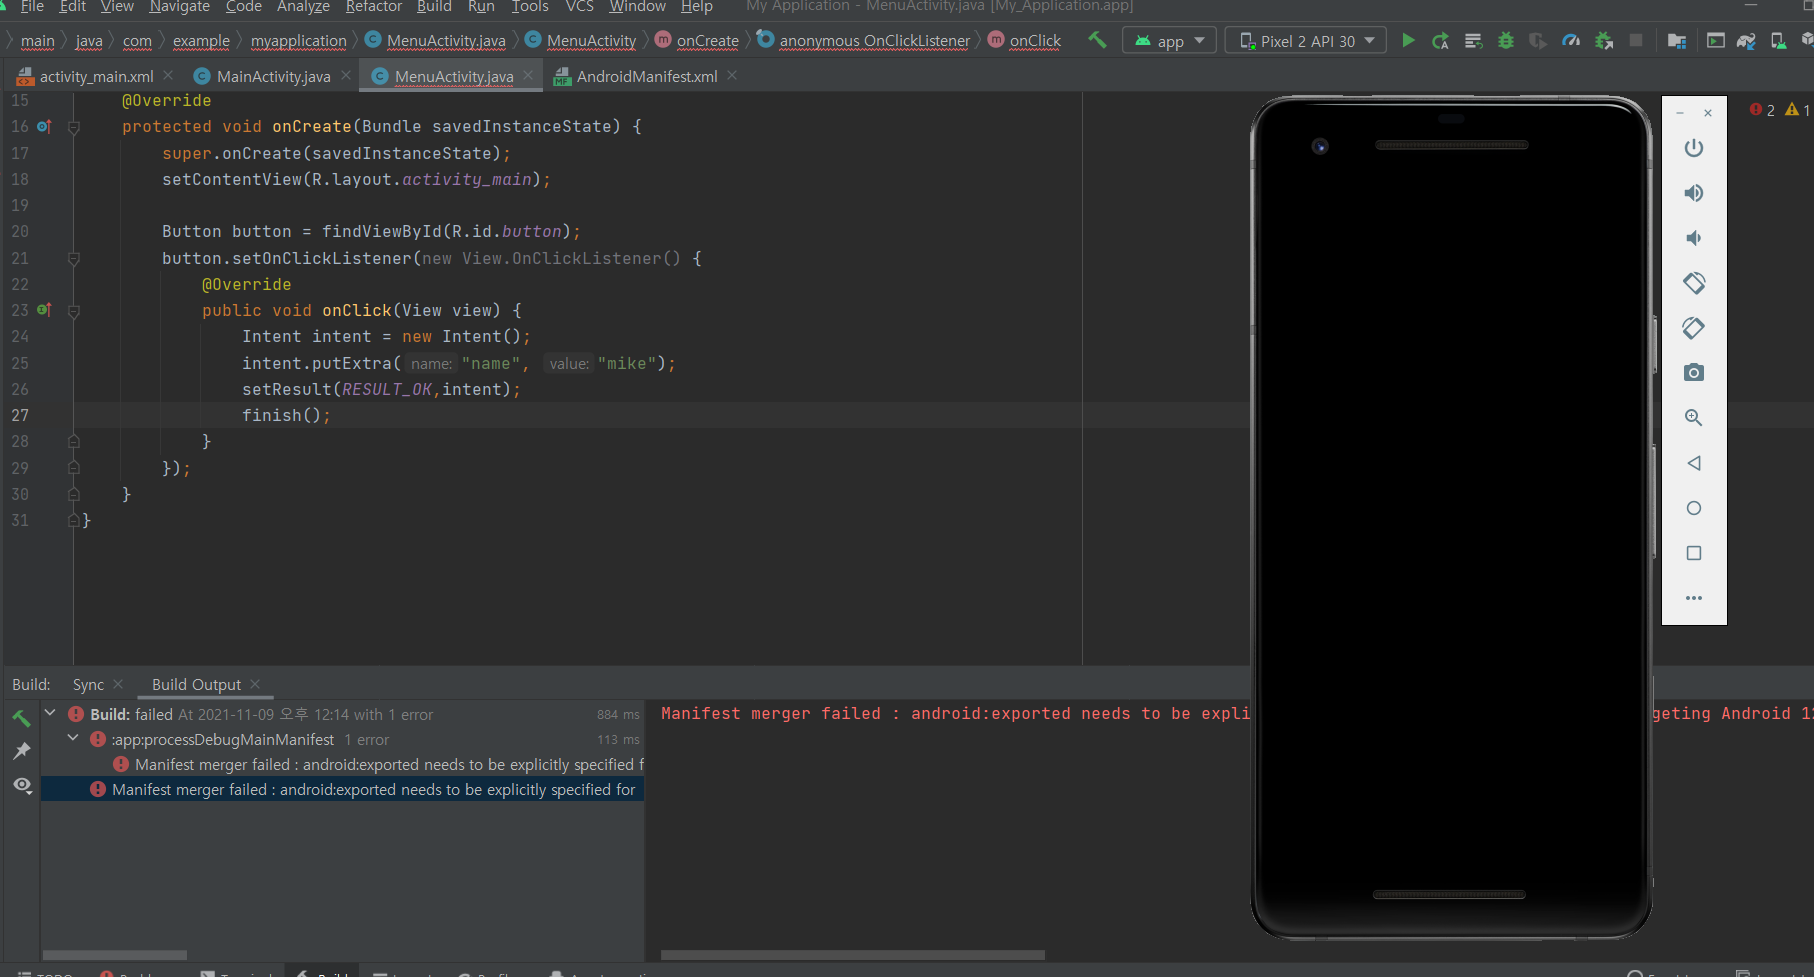 File Edit View Navigate Code Analyze Refactor Build Run Tools VCS Window Help My Application - MenuActivity.java [My_Application.app]
main java com example myapplication MenuActivity.java MenuActivity onCreate anonymous OnClickListener onClick app Pixel 2 API 30
activity_main.xml MainActivity.java MenuActivity.java AndroidManifest.xml
2 1
15 @Override
16 protected void onCreate(Bundle savedInstanceState) {
17 super.onCreate(savedInstanceState);
18 setContentView(R.layout.activity_main);
19
20 Button button = findViewById(R.id.button);
21 button.setOnClickListener(new View.OnClickListener() {
22 @Override
23 public void onClick(View view) {
24 Intent intent = new Intent();
25 intent.putExtra( name: "name", value: "mike");
26 setResult(RESULT_OK,intent);
27 finish();
28 }
29 });
30 }
31 }
Build: Sync Build Output
Build: failed At 2021-11-09 오후 12:14 with 1 error 884 ms
:app:processDebugMainManifest 1 error 113 ms
Manifest merger failed : android:exported needs to be explicitly specified f
Manifest merger failed : android:exported needs to be explicitly specified for
Manifest merger failed : android:exported needs to be expli
geting Android 12